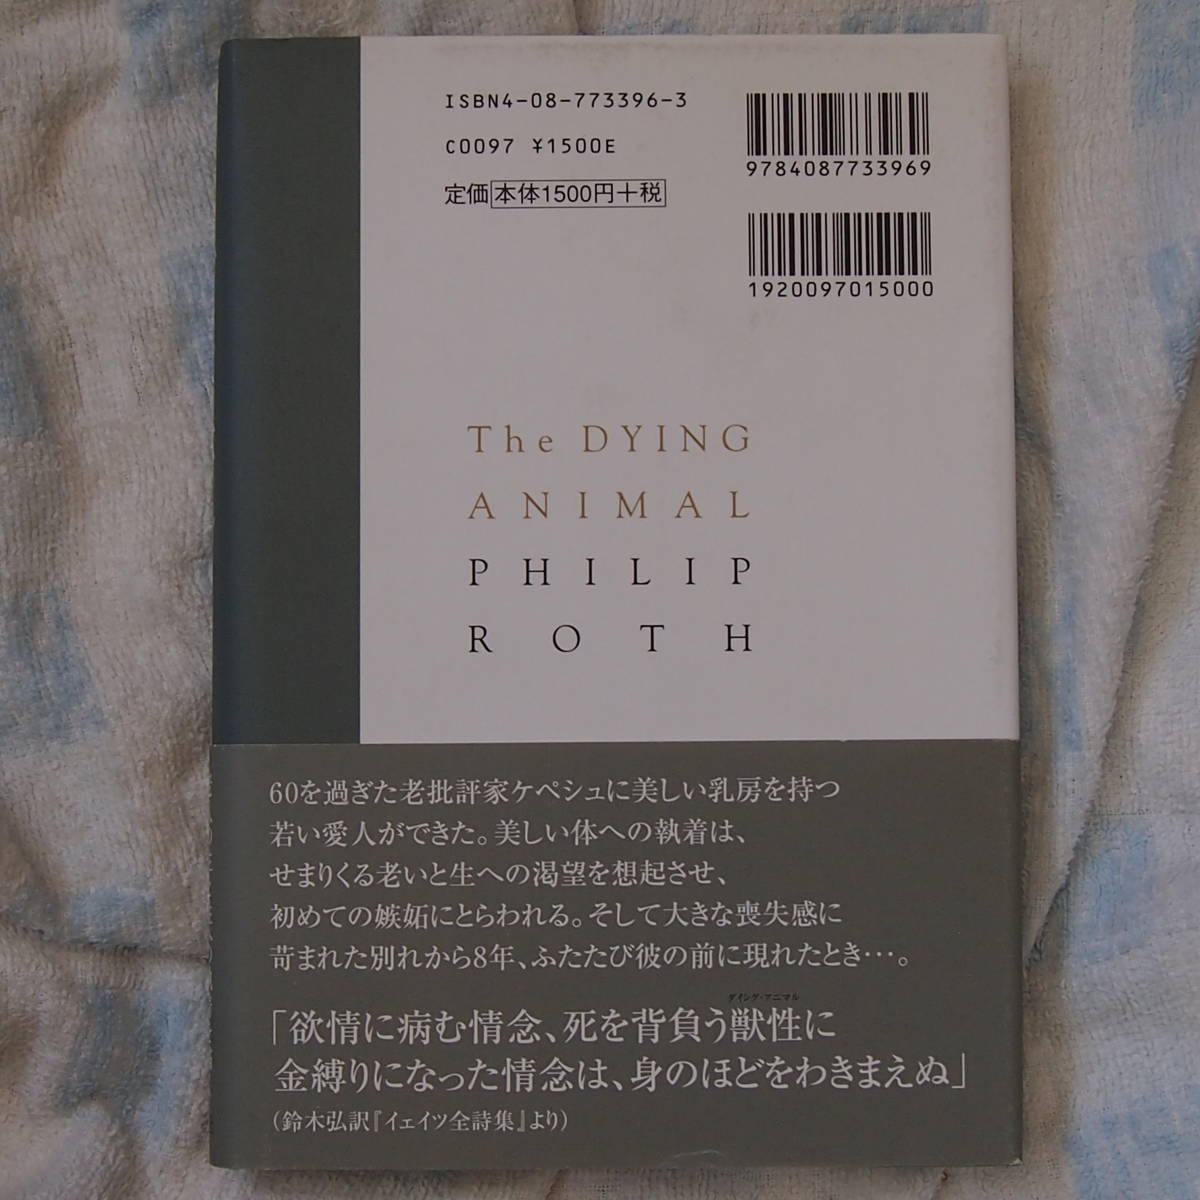 ISBN4-08-773396-3
C0097 ¥1500E
定価本体1500円+税
9784087733969
1920097015000
The DYING
ANIMAL
PHILIP
ROTH
60を過ぎた老批評家ケペシュに美しい乳房を持つ
若い愛人ができた。美しい体への執着は、
せまりくる老いと生への渇望を想起させ、
初めての嫉妬にとらわれる。そして大きな喪失感に
苛まれた別れから8年、ふたたび彼の前に現れたとき…。
ダイング・アニマル
「欲情に病む情念、死を背負う獣性に
金縛りになった情念は、身のほどをわきまえぬ」
(鈴木弘訳『イェイツ全詩集』より)